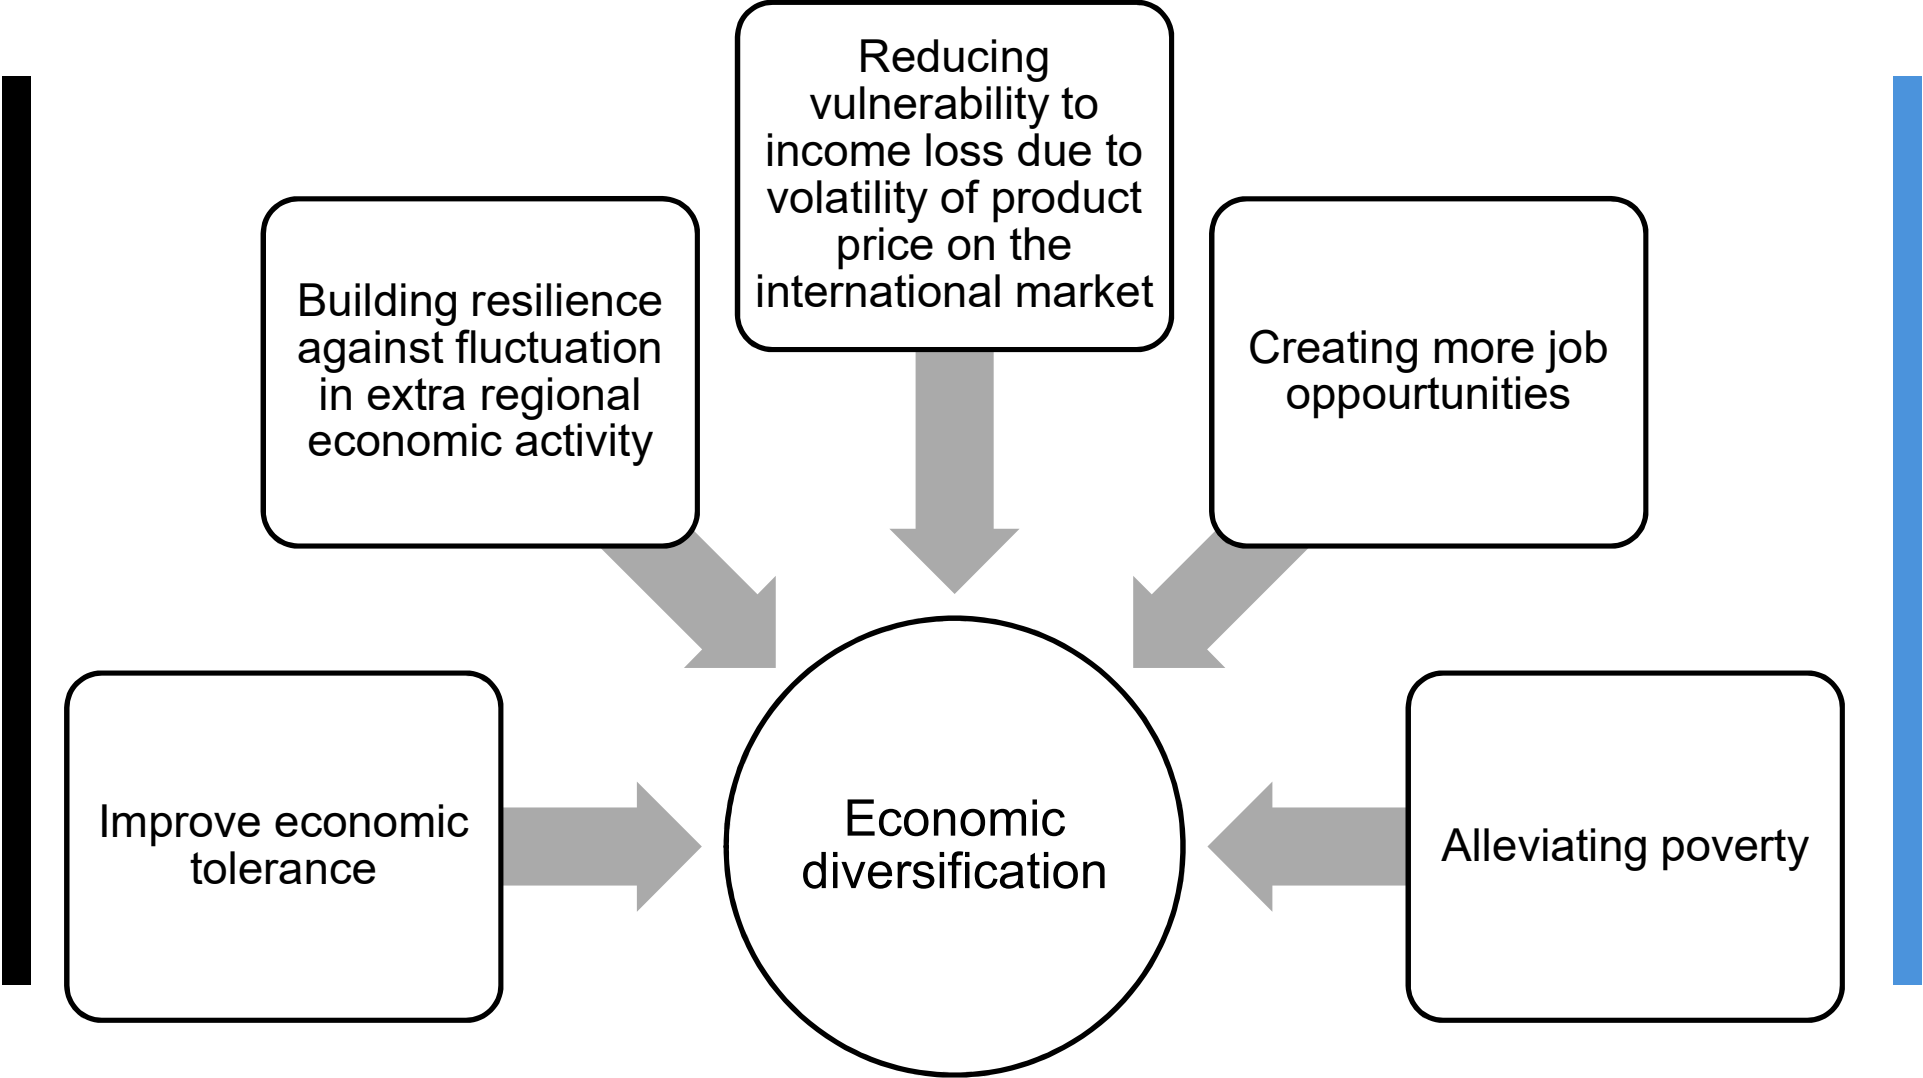 Reducing
vulnerability to
income loss due to
volatility of product
price on the
international market
Building resilience
against fluctuation
in extra regional
economic activity
Creating more job
oppourtunities
Improve economic
tolerance
Economic
diversification
Alleviating poverty